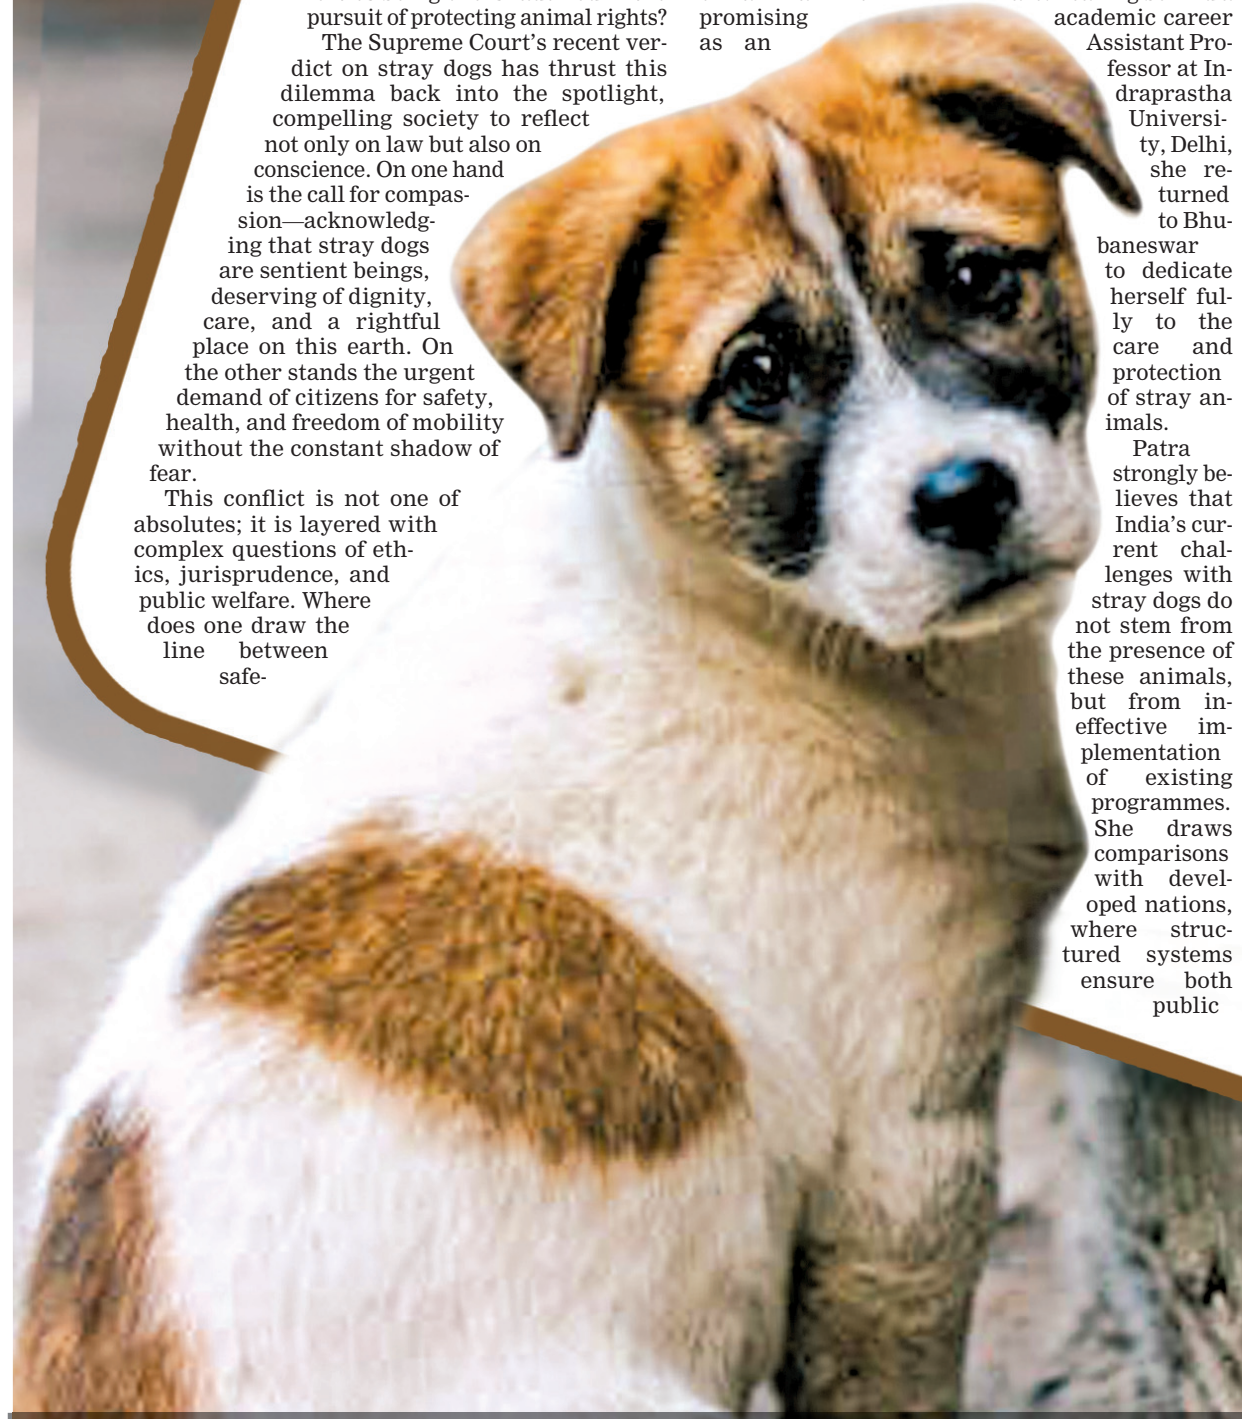 pursuit of protecting animal rights?
The Supreme Court's recent ver-
dict on stray dogs has thrust this
dilemma back into the spotlight,
compelling society to reflect
not only on law but also on
conscience. On one hand
is the call for compas-
sion—acknowledg-
ing that stray dogs
are sentient beings,
deserving of dignity,
care, and a rightful
place on this earth. On
the other stands the urgent
demand of citizens for safety,
health, and freedom of mobility
without the constant shadow of
fear.
This conflict is not one of
absolutes; it is layered with
complex questions of eth-
ics, jurisprudence, and
public welfare. Where
does one draw the
line between
safe-
promising
as an
academic career
Assistant Pro-
fessor at In-
draprastha
Universi-
ty, Delhi,
she re-
turned
to Bhu-
baneswar
to dedicate
herself ful-
ly to the
care and
protection
of stray an-
imals.
Patra
strongly be-
lieves that
India's cur-
rent chal-
lenges with
stray dogs do
not stem from
the presence of
these animals,
but from in-
effective im-
plementation
of existing
programmes.
She draws
comparisons
with devel-
oped nations,
where struc-
tured systems
ensure both
public